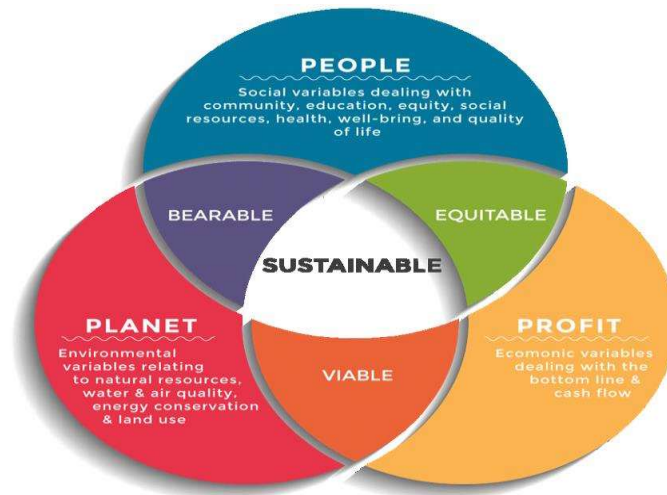 PEOPLE
Social variables dealing with
community, education, equity, social
resources, health, well-bring, and quality
of life
BEARABLE
EQUITABLE
SUSTAINABLE
PLANET
Environmental
variables relating
to natural resources,
water & air quality,
energy conservation
& land use
VIABLE
PROFIT
Ecomonic variables
dealing with the
bottom line &
cash flow